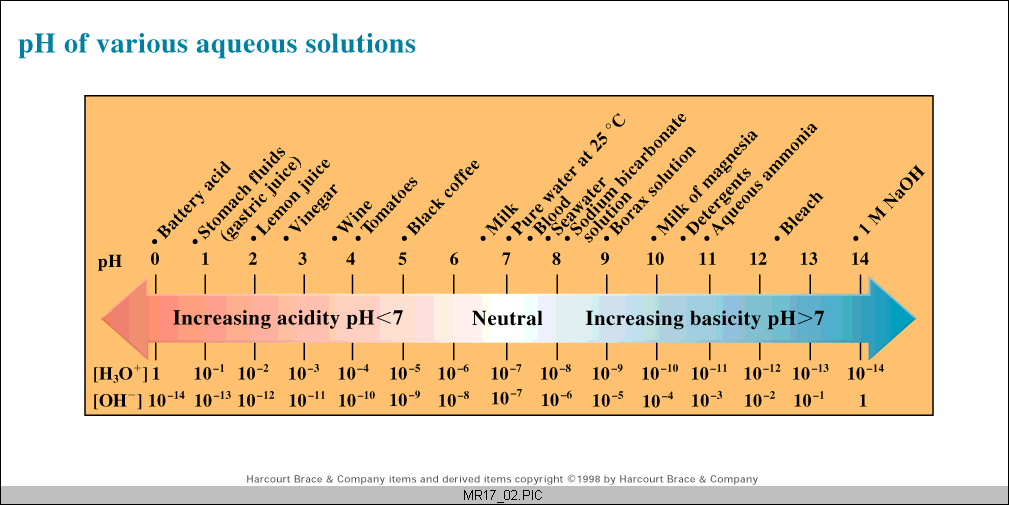 pH of various aqueous solutions
Battery acid
Stomach fluids
(gastric juice)
Lemon juice
Vinegar
Wine
Tomatoes
Black coffee
Milk
Pure water at 25 °C
Blood
Seawater
Sodium bicarbonate
solution
Borax solution
Milk of magnesia
Detergents
Aqueous ammonia
Bleach
1 M NaOH
pH 0 1 2 3 4 5 6 7 8 9 10 11 12 13 14
Increasing acidity pH<7 Neutral Increasing basicity pH>7
[H₃O⁺] 1 10⁻¹ 10⁻² 10⁻³ 10⁻⁴ 10⁻⁵ 10⁻⁶ 10⁻⁷ 10⁻⁸ 10⁻⁹ 10⁻¹⁰ 10⁻¹¹ 10⁻¹² 10⁻¹³ 10⁻¹⁴
[OH⁻] 10⁻¹⁴ 10⁻¹³ 10⁻¹² 10⁻¹¹ 10⁻¹⁰ 10⁻⁹ 10⁻⁸ 10⁻⁷ 10⁻⁶ 10⁻⁵ 10⁻⁴ 10⁻³ 10⁻² 10⁻¹ 1
Harcourt Brace & Company items and derived items copyright ©1998 by Harcourt Brace & Company
MR17_02.PIC